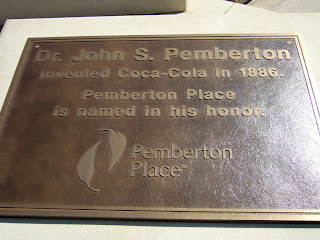 Dr. John S. Pemberton
invented Coca-Cola in 1886.
Pemberton Place
is named in his honor.
Pemberton
Place